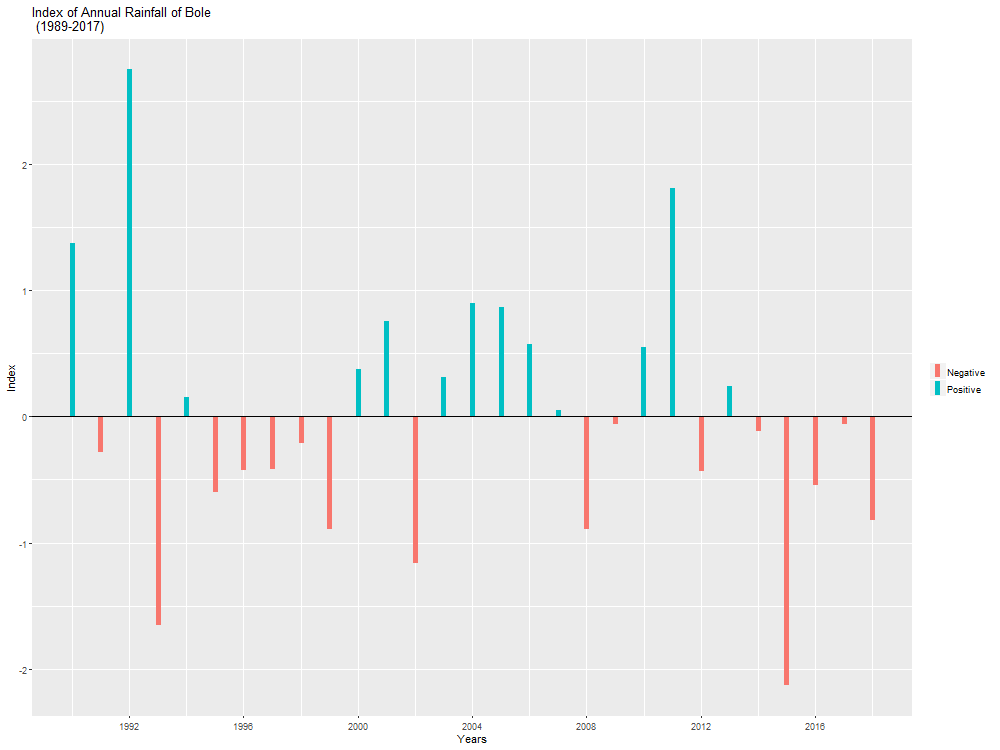 Index of Annual Rainfall of Bole
(1989-2017)
2
1
0
-1
-2
Index
1992 1996 2000 2004 2008 2012 2016
Years
Negative
Positive